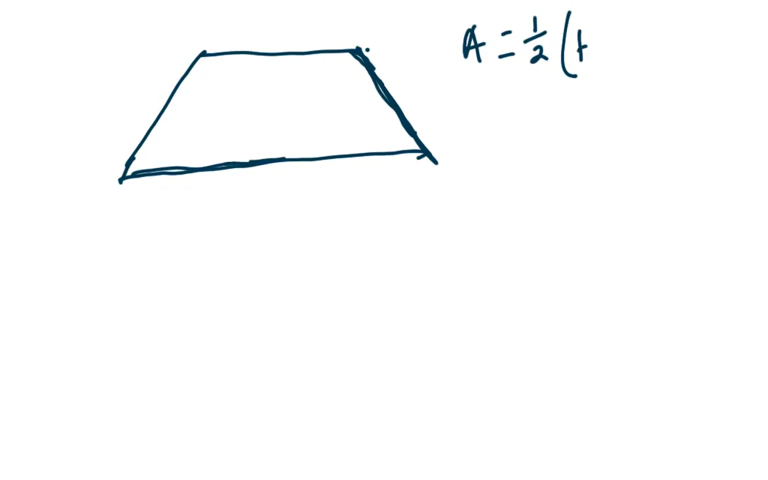 A = 1/2 (